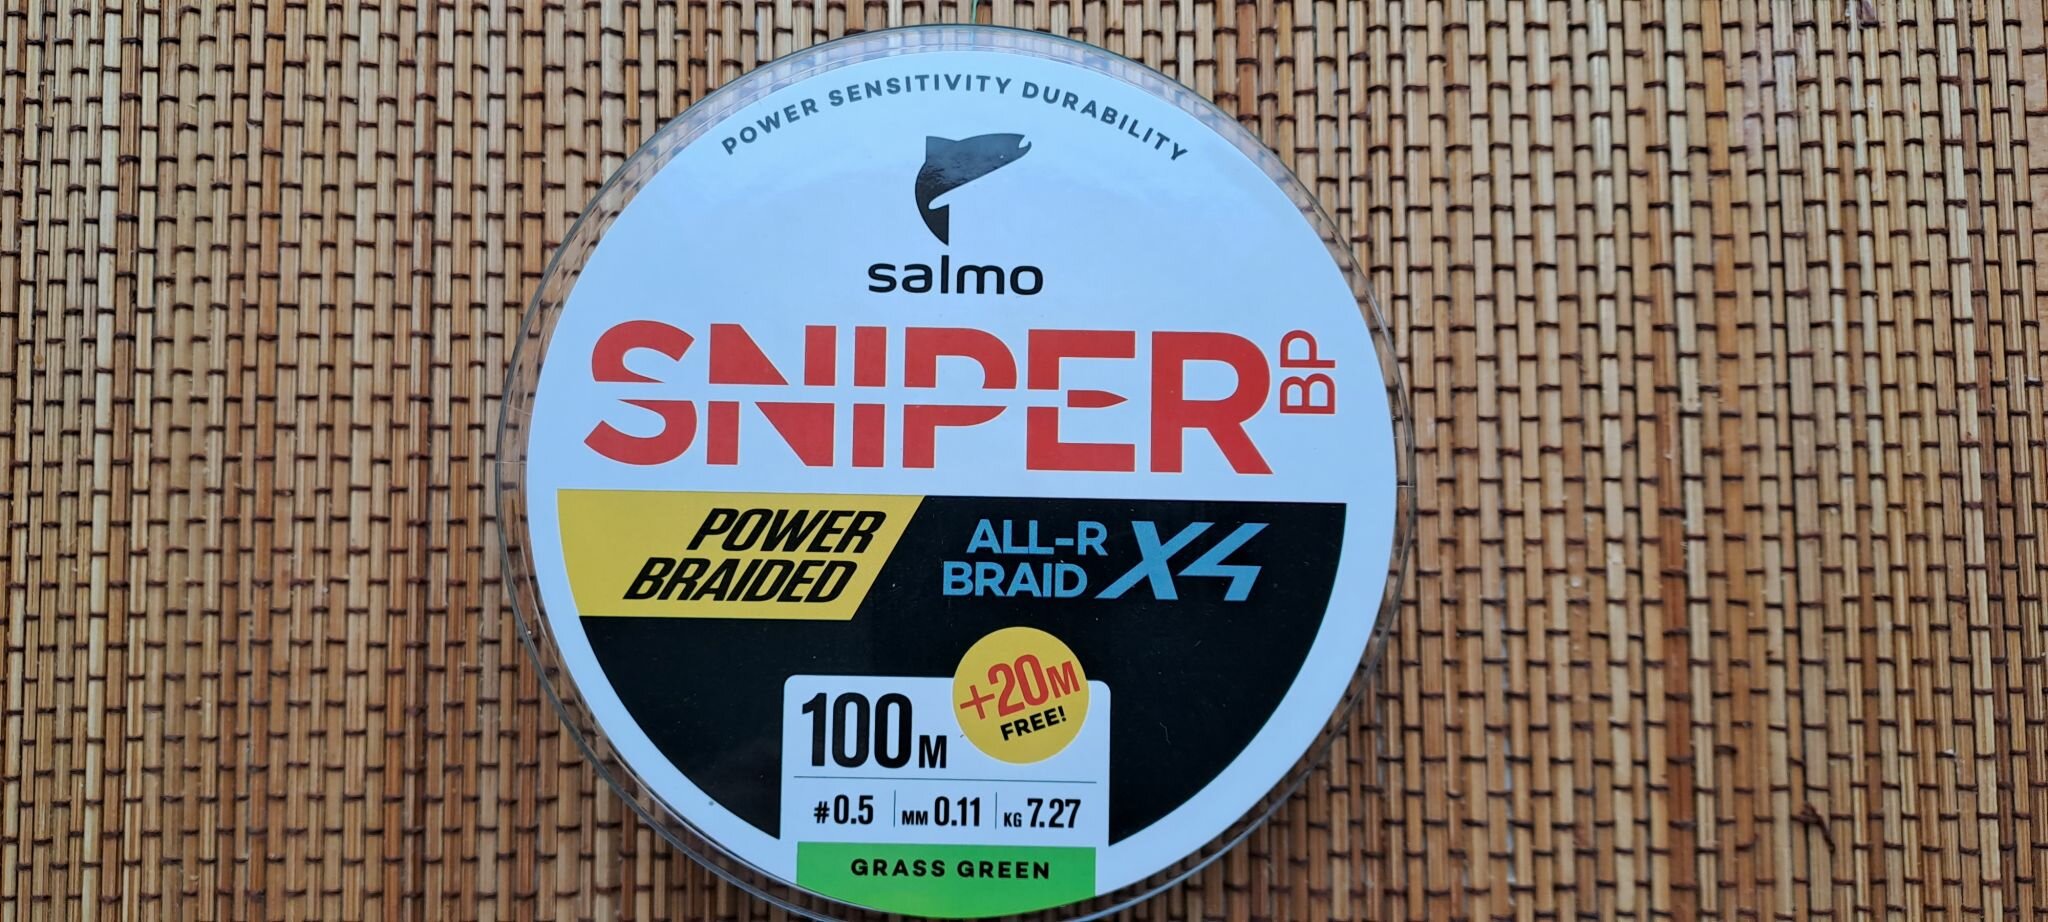 POWER SENSITIVITY DURABILITY
salmo
SNIPER BP
POWER
BRAIDED
ALL-R
BRAID X4
+20M
FREE!
100M
#0.5 MM 0.11 KG 7.27
GRASS GREEN